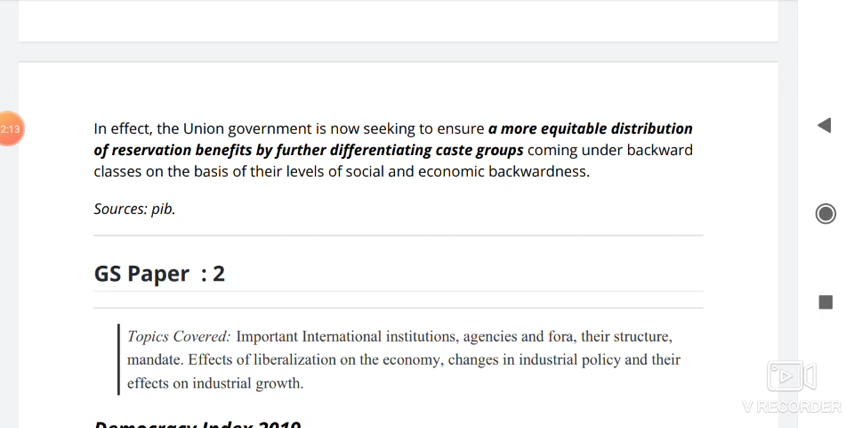 2:13
In effect, the Union government is now seeking to ensure a more equitable distribution
of reservation benefits by further differentiating caste groups coming under backward
classes on the basis of their levels of social and economic backwardness.
Sources: pib.
GS Paper : 2
Topics Covered: Important International institutions, agencies and fora, their structure,
mandate. Effects of liberalization on the economy, changes in industrial policy and their
effects on industrial growth.
Democracy Index 2019
V RECORDER